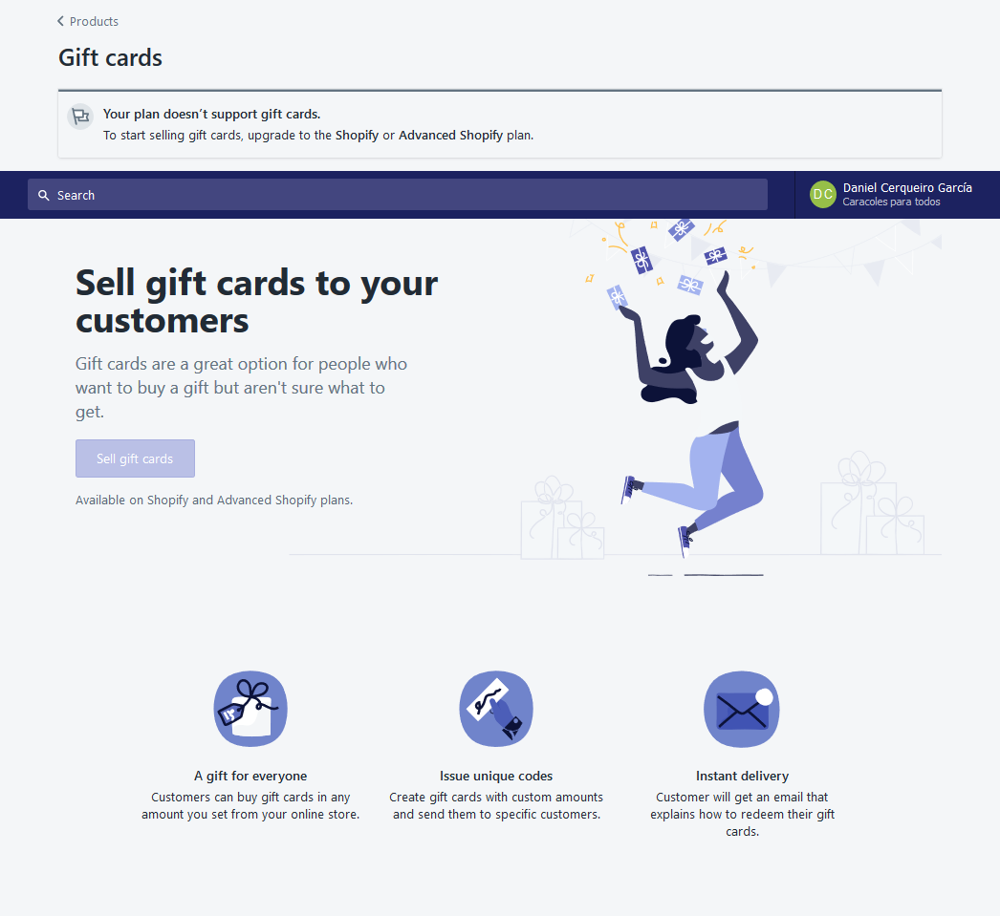 Products
Gift cards
Your plan doesn’t support gift cards.
To start selling gift cards, upgrade to the Shopify or Advanced Shopify plan.
Search
DC
Daniel Cerqueiro García
Caracoles para todos
Sell gift cards to your
customers
Gift cards are a great option for people who
want to buy a gift but aren't sure what to
get.
Sell gift cards
Available on Shopify and Advanced Shopify plans.
A gift for everyone
Customers can buy gift cards in any
amount you set from your online store.
Issue unique codes
Create gift cards with custom amounts
and send them to specific customers.
Instant delivery
Customer will get an email that
explains how to redeem their gift
cards.